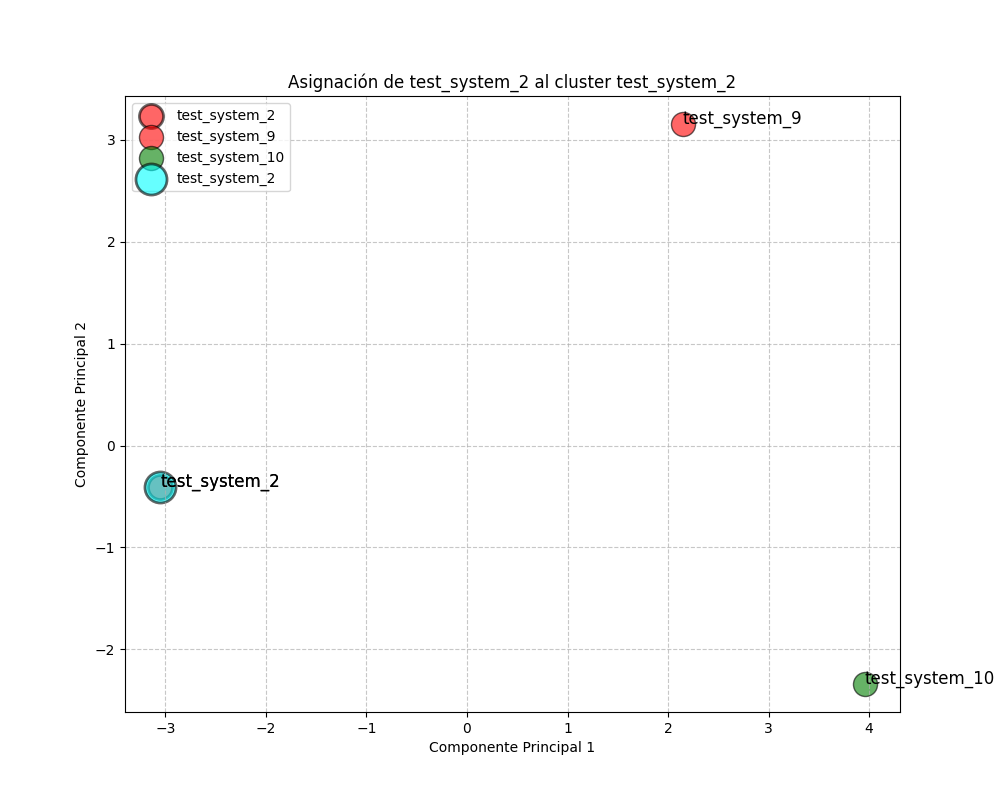 Asignación de test_system_2 al cluster test_system_2
test_system_2
test_system_9
test_system_10
test_system_2
test_system_9
test_system_2
test_system_10
3
2
1
0
−1
−2
Componente Principal 2
−3 −2 −1 0 1 2 3 4
Componente Principal 1